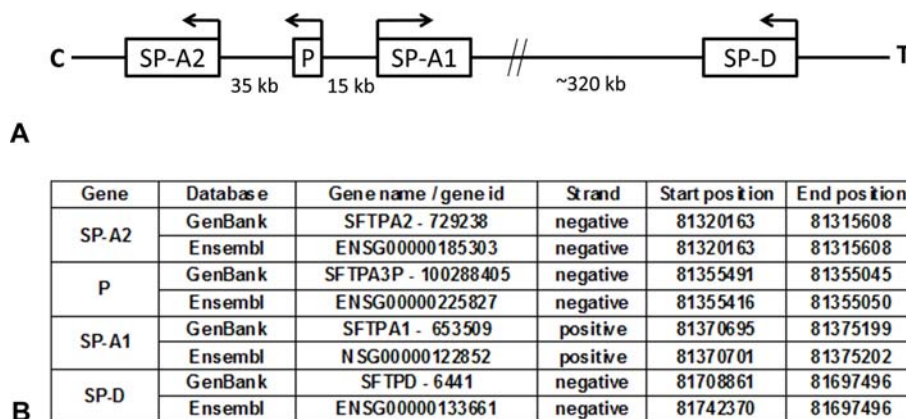 C SP-A2 P SP-A1 // SP-D T
35 kb 15 kb ~320 kb
A
Gene Database Gene name / gene id Strand Start position End position
SP-A2 GenBank SFTPA2 - 729238 negative 81320163 81315608
Ensembl ENSG00000185303 negative 81320163 81315608
P GenBank SFTPA3P - 100288405 negative 81355491 81355045
Ensembl ENSG00000225827 negative 81355416 81355050
SP-A1 GenBank SFTPA1 - 653509 positive 81370695 81375199
Ensembl NSG00000122852 positive 81370701 81375202
SP-D GenBank SFTPD - 6441 negative 81708861 81697496
Ensembl ENSG00000133661 negative 81742370 81697496
B